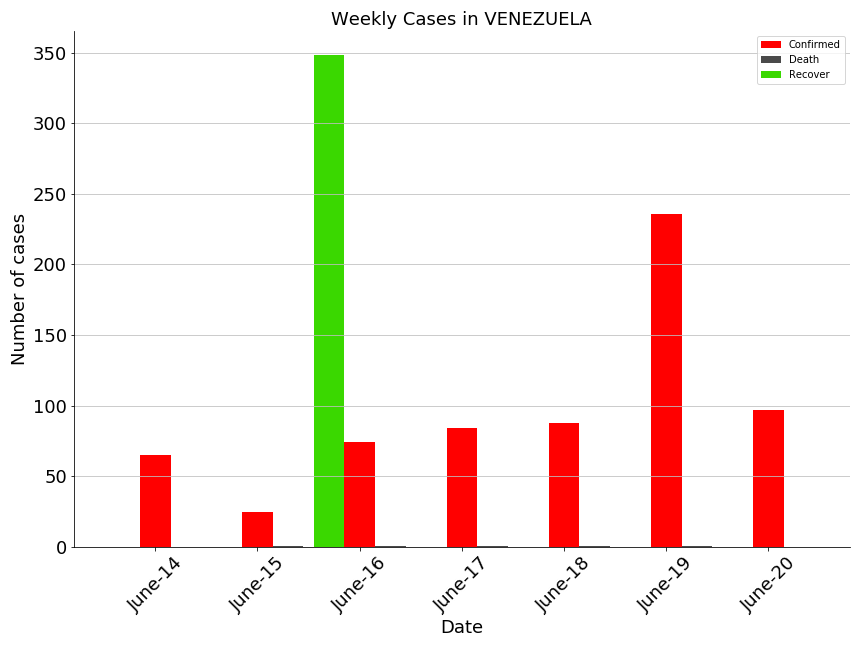 Weekly Cases in VENEZUELA
Confirmed
Death
Recover
Number of cases
350
300
250
200
150
100
50
0
June-14
June-15
June-16
June-17
June-18
June-19
June-20
Date